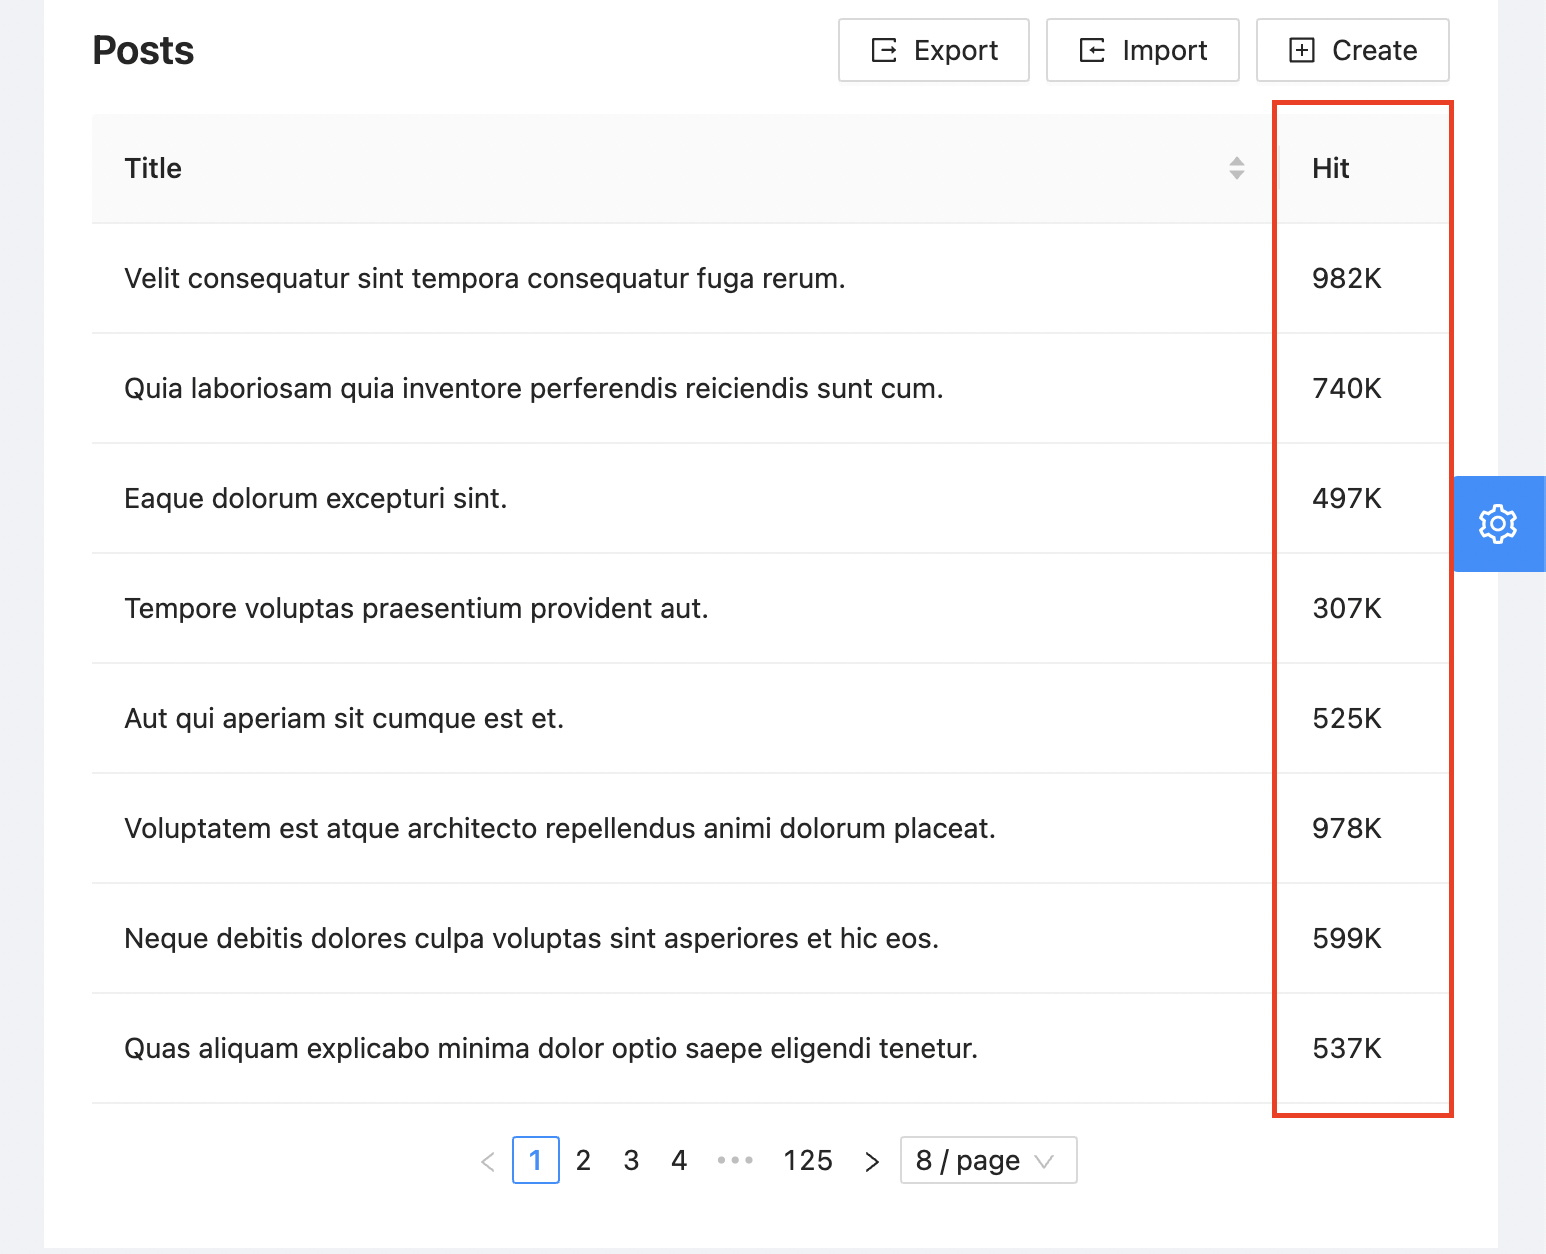 Posts Export Import Create
Title Hit
Velit consequatur sint tempora consequatur fuga rerum. 982K
Quia laboriosam quia inventore perferendis reiciendis sunt cum. 740K
Eaque dolorum excepturi sint. 497K
Tempore voluptas praesentium provident aut. 307K
Aut qui aperiam sit cumque est et. 525K
Voluptatem est atque architecto repellendus animi dolorum placeat. 978K
Neque debitis dolores culpa voluptas sint asperiores et hic eos. 599K
Quas aliquam explicabo minima dolor optio saepe eligendi tenetur. 537K
< 1 2 3 4 ••• 125 > 8 / page